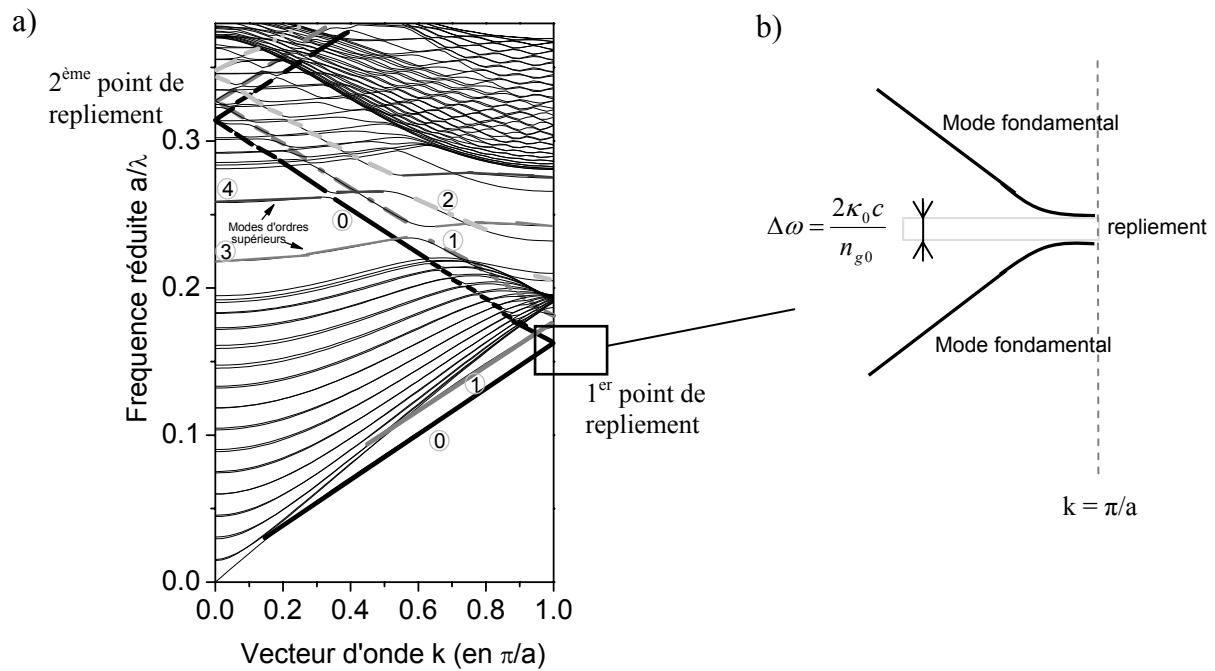 a)
2ème point de
repliement
Fréquence réduite a/λ
0.3
0.2
0.1
0.0
4
3
Modes d'ordres
supérieurs
0
2
1
1
0
0.0 0.2 0.4 0.6 0.8 1.0
Vecteur d'onde k (en π/a)
1er point de
repliement
b)
Mode fondamental
Δω = 2κ0c / ng0
repliement
Mode fondamental
k = π/a